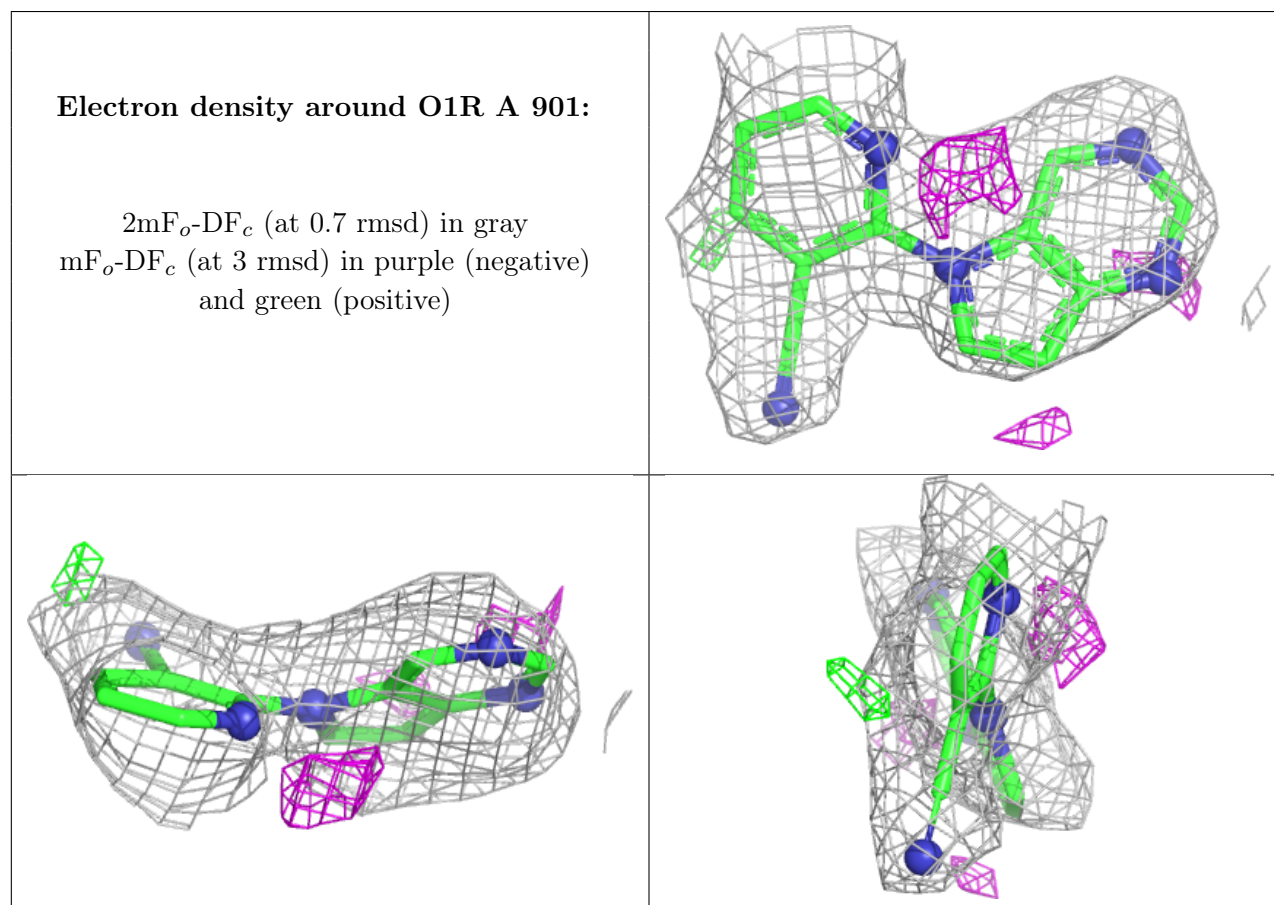 Electron density around O1R A 901:
2mFo-DFc (at 0.7 rmsd) in gray
mFo-DFc (at 3 rmsd) in purple (negative)
and green (positive)